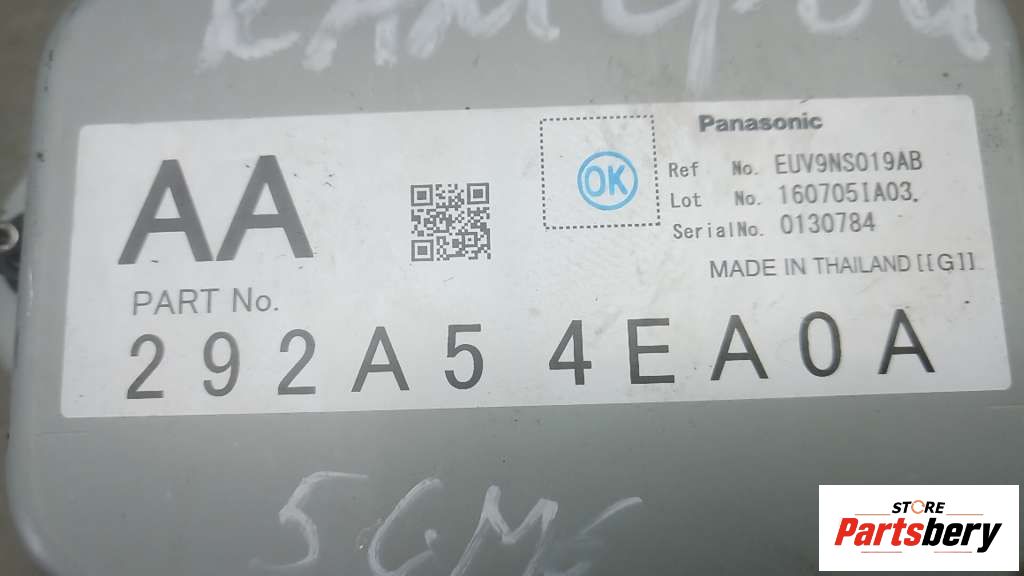 AA
OK
Panasonic
Ref No. EUV9NS019AB
Lot No. 160705IA03.
SerialNo. 0130784
MADE IN THAILAND [[G]]
PART No.
292A5 4EA0A
STORE
Partsbery